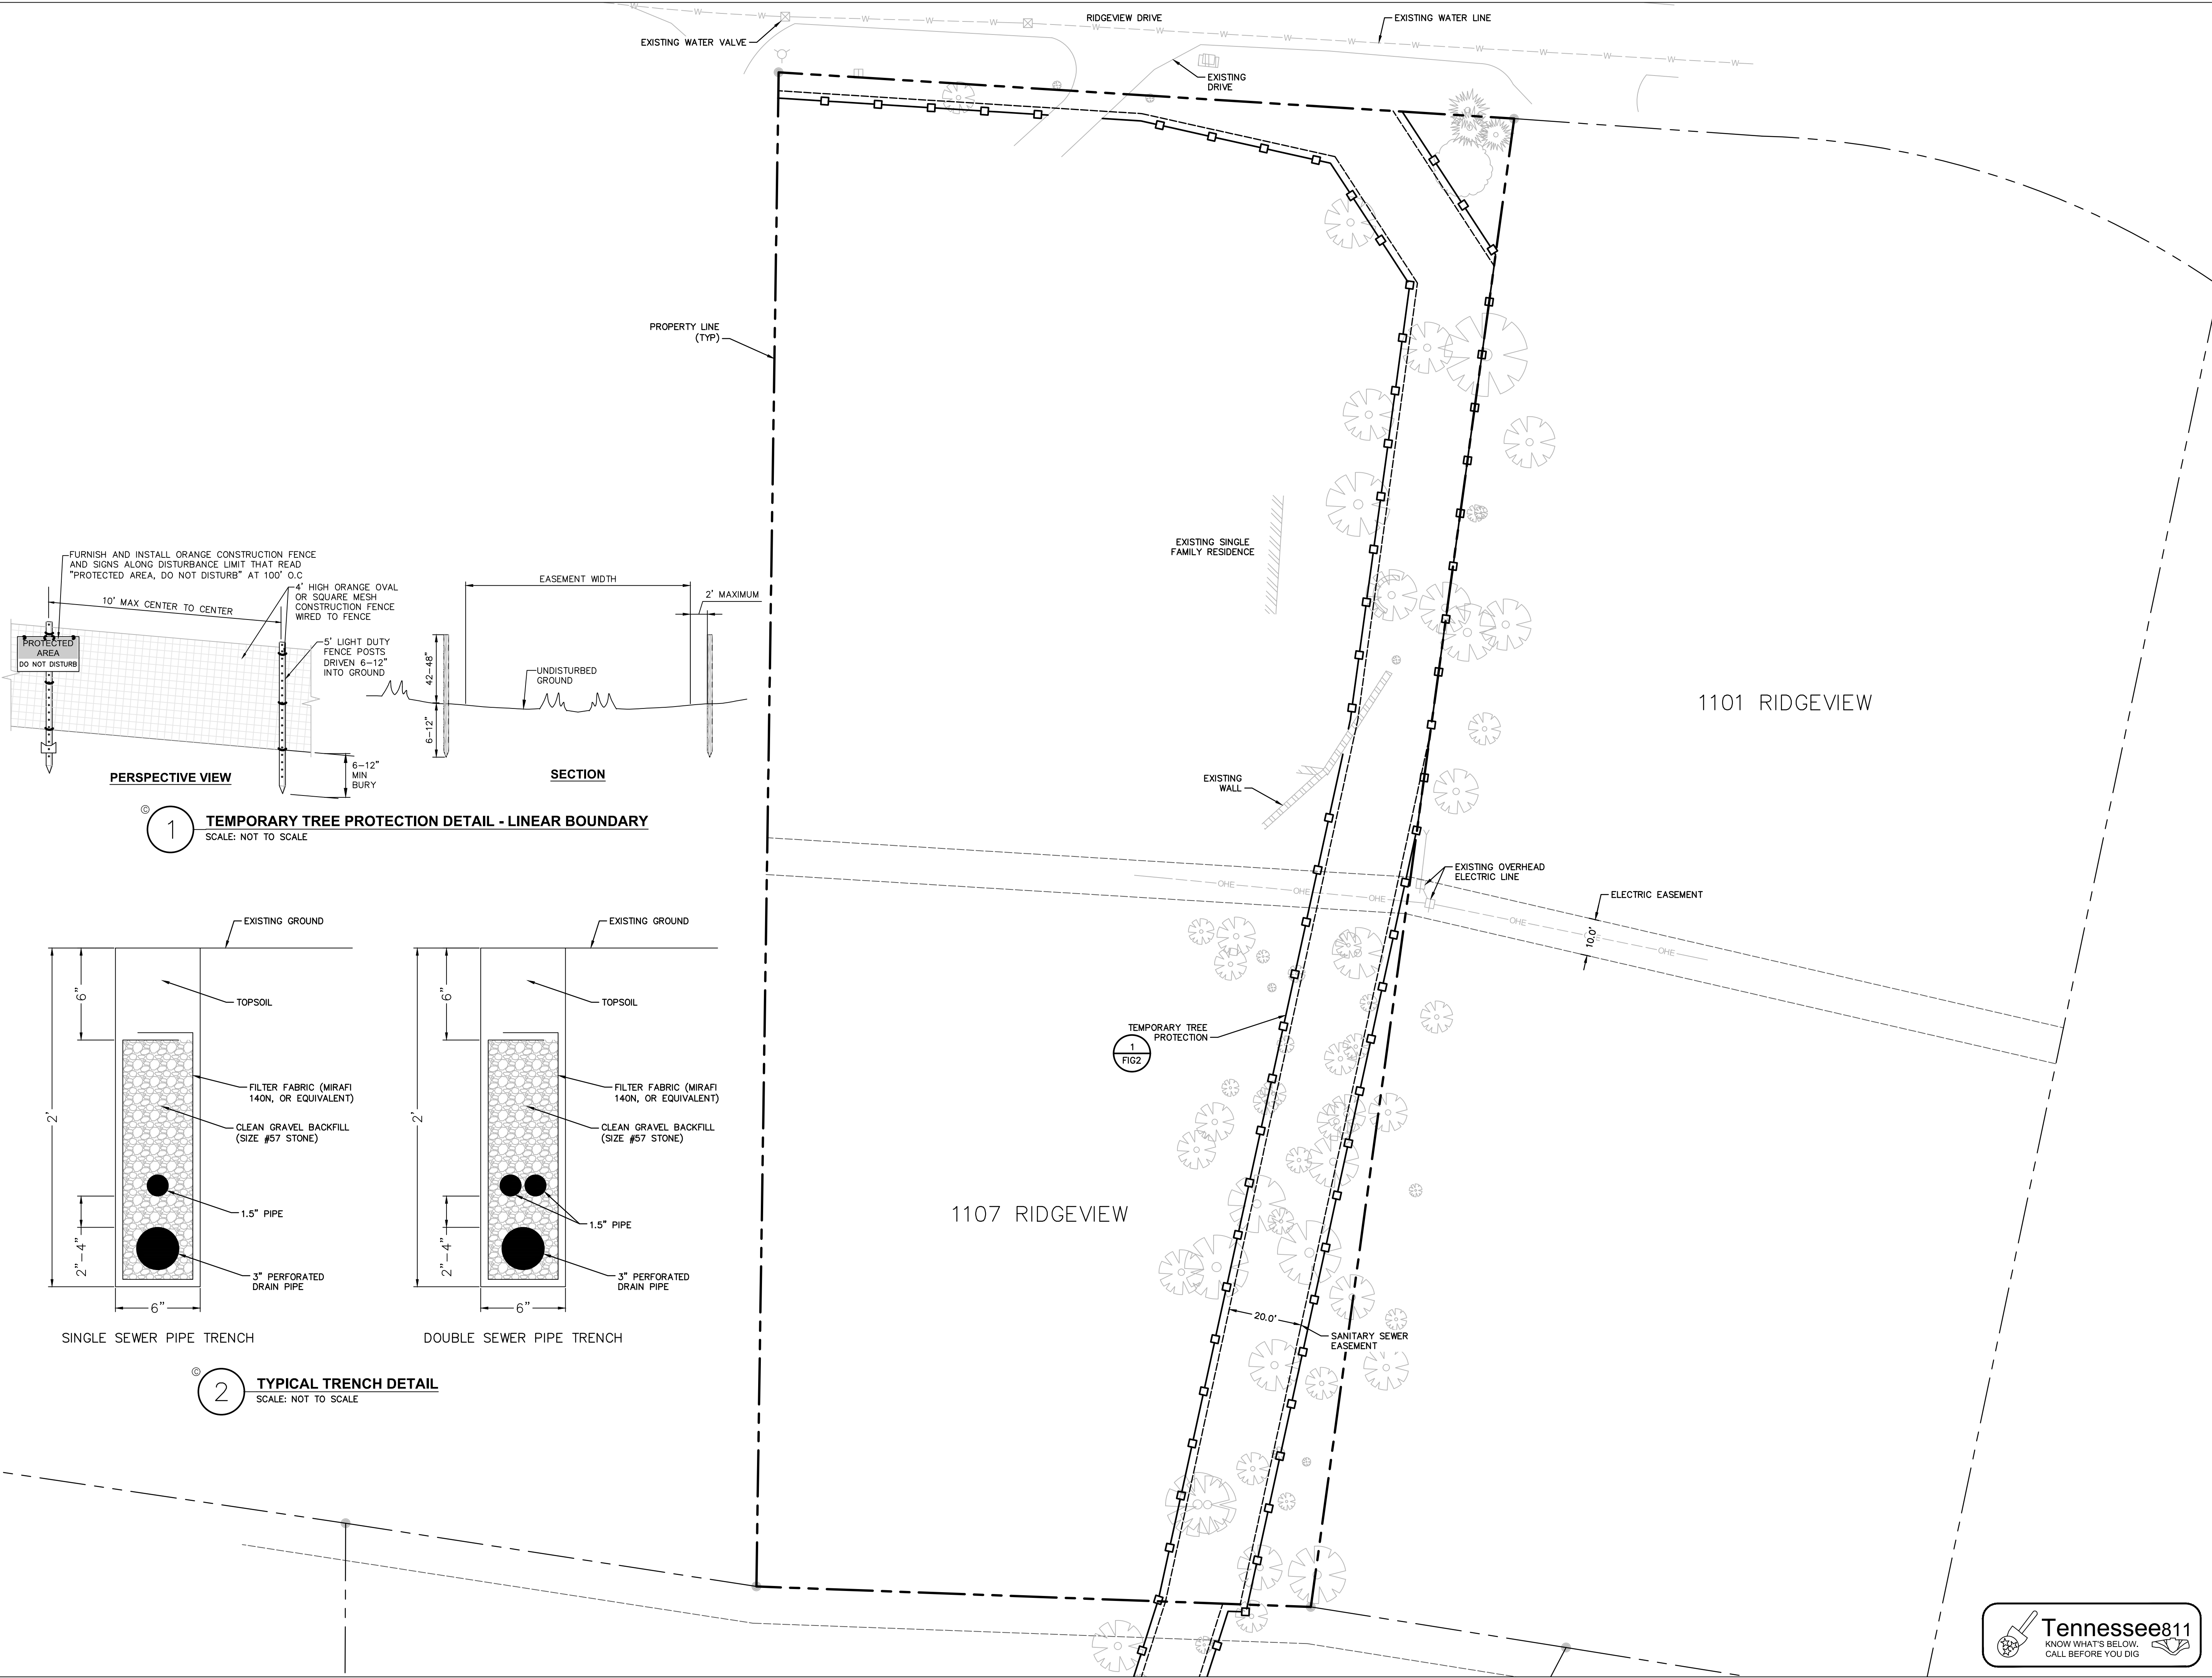 RIDGEVIEW DRIVE
EXISTING WATER LINE
EXISTING WATER VALVE
EXISTING
DRIVE
W W W W W W W W W W W W W W W W
PROPERTY LINE
(TYP)
FURNISH AND INSTALL ORANGE CONSTRUCTION FENCE
AND SIGNS ALONG DISTURBANCE LIMIT THAT READ
"PROTECTED AREA, DO NOT DISTURB" AT 100' O.C
10' MAX CENTER TO CENTER
4' HIGH ORANGE OVAL
OR SQUARE MESH
CONSTRUCTION FENCE
WIRED TO FENCE
PROTECTED
AREA
DO NOT DISTURB
5' LIGHT DUTY
FENCE POSTS
DRIVEN 6-12"
INTO GROUND
6-12"
MIN
BURY
PERSPECTIVE VIEW
EASEMENT WIDTH
2' MAXIMUM
42-48"
UNDISTURBED
GROUND
6-12"
SECTION
©
1
TEMPORARY TREE PROTECTION DETAIL - LINEAR BOUNDARY
SCALE: NOT TO SCALE
EXISTING SINGLE
FAMILY RESIDENCE
1101 RIDGEVIEW
EXISTING
WALL
EXISTING OVERHEAD
ELECTRIC LINE
ELECTRIC EASEMENT
10.0'
OHE OHE OHE OHE OHE OHE
TEMPORARY TREE
PROTECTION
1
FIG2
1107 RIDGEVIEW
20.0'
SANITARY SEWER
EASEMENT
EXISTING GROUND
6"
TOPSOIL
2'
FILTER FABRIC (MIRAFI
140N, OR EQUIVALENT)
CLEAN GRAVEL BACKFILL
(SIZE #57 STONE)
1.5" PIPE
2"-4"
3" PERFORATED
DRAIN PIPE
6"
SINGLE SEWER PIPE TRENCH
EXISTING GROUND
6"
TOPSOIL
2'
FILTER FABRIC (MIRAFI
140N, OR EQUIVALENT)
CLEAN GRAVEL BACKFILL
(SIZE #57 STONE)
1.5" PIPE
2"-4"
3" PERFORATED
DRAIN PIPE
6"
DOUBLE SEWER PIPE TRENCH
©
2
TYPICAL TRENCH DETAIL
SCALE: NOT TO SCALE
Tennessee811
KNOW WHAT'S BELOW.
CALL BEFORE YOU DIG